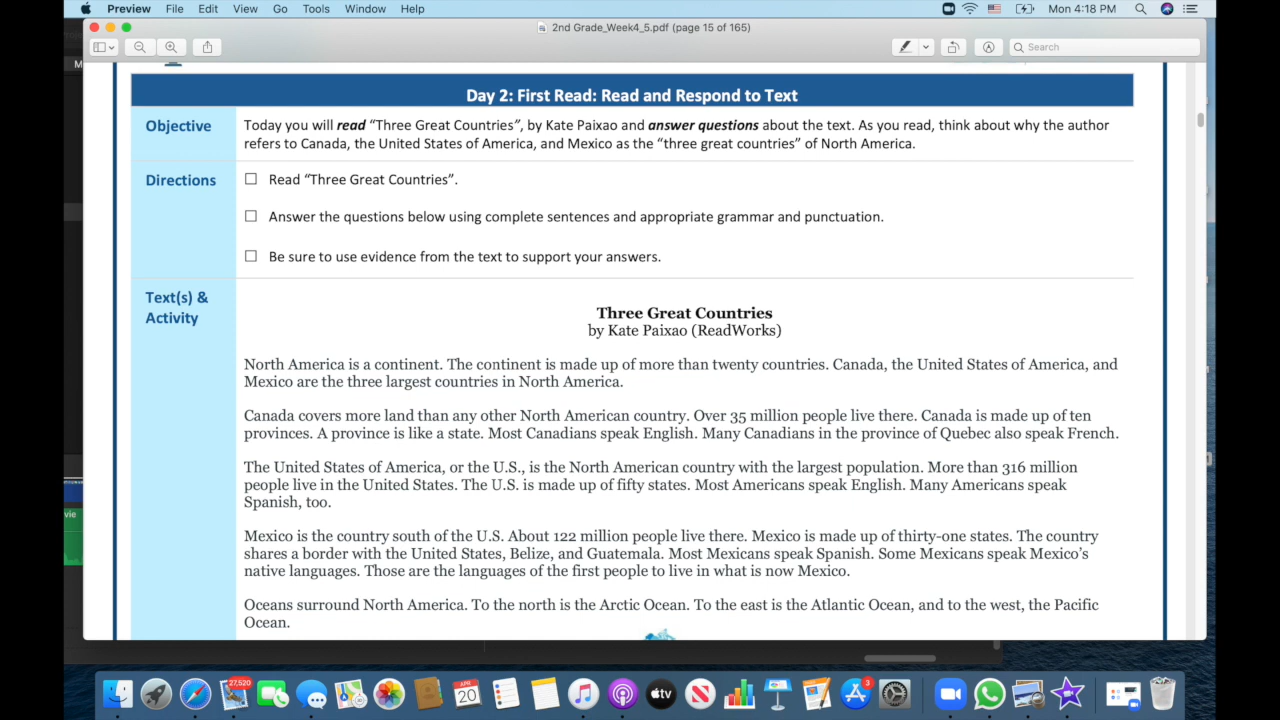 Preview File Edit View Go Tools Window Help Mon 4:18 PM
2nd Grade_Week4_5.pdf (page 15 of 165)
Search
Day 2: First Read: Read and Respond to Text
Objective
Today you will read “Three Great Countries”, by Kate Paixao and answer questions about the text. As you read, think about why the author
refers to Canada, the United States of America, and Mexico as the “three great countries” of North America.
Directions
Read “Three Great Countries”.
Answer the questions below using complete sentences and appropriate grammar and punctuation.
Be sure to use evidence from the text to support your answers.
Text(s) &
Activity
Three Great Countries
by Kate Paixao (ReadWorks)
North America is a continent. The continent is made up of more than twenty countries. Canada, the United States of America, and
Mexico are the three largest countries in North America.
Canada covers more land than any other North American country. Over 35 million people live there. Canada is made up of ten
provinces. A province is like a state. Most Canadians speak English. Many Canadians in the province of Quebec also speak French.
The United States of America, or the U.S., is the North American country with the largest population. More than 316 million
people live in the United States. The U.S. is made up of fifty states. Most Americans speak English. Many Americans speak
Spanish, too.
Mexico is the country south of the U.S. About 122 million people live there. Mexico is made up of thirty-one states. The country
shares a border with the United States, Belize, and Guatemala. Most Mexicans speak Spanish. Some Mexicans speak Mexico’s
native languages. Those are the languages of the first people to live in what is now Mexico.
Oceans surround North America. To the north is the Arctic Ocean. To the east is the Atlantic Ocean, and to the west, the Pacific
Ocean.
M
vie
27,520
APR
20
tv
3